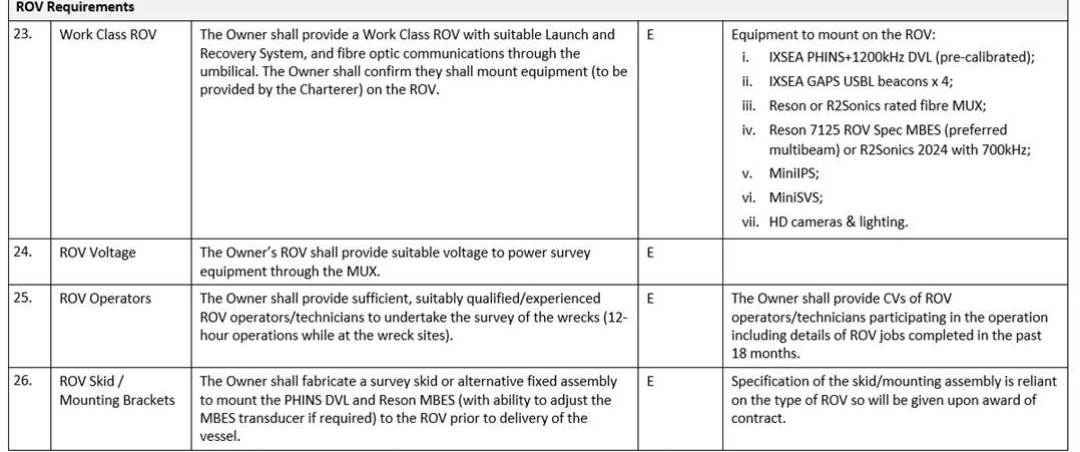 ROV Requirements
23.
Work Class ROV
The Owner shall provide a Work Class ROV with suitable Launch and
Recovery System, and fibre optic communications through the
umbilical. The Owner shall confirm they shall mount equipment (to be
provided by the Charterer) on the ROV.
E
Equipment to mount on the ROV:
i. IXSEA PHINS+1200kHz DVL (pre-calibrated);
ii. IXSEA GAPS USBL beacons x 4;
iii. Reson or R2Sonics rated fibre MUX;
iv. Reson 7125 ROV Spec MBES (preferred
multibeam) or R2Sonics 2024 with 700kHz;
v. MiniIPS;
vi. MiniSVS;
vii. HD cameras & lighting.
24.
ROV Voltage
The Owner's ROV shall provide suitable voltage to power survey
equipment through the MUX.
E
25.
ROV Operators
The Owner shall provide sufficient, suitably qualified/experienced
ROV operators/technicians to undertake the survey of the wrecks (12-
hour operations while at the wreck sites).
E
The Owner shall provide CVs of ROV
operators/technicians participating in the operation
including details of ROV jobs completed in the past
18 months.
26.
ROV Skid /
Mounting Brackets
The Owner shall fabricate a survey skid or alternative fixed assembly
to mount the PHINS DVL and Reson MBES (with ability to adjust the
MBES transducer if required) to the ROV prior to delivery of the
vessel.
E
Specification of the skid/mounting assembly is reliant
on the type of ROV so will be given upon award of
contract.